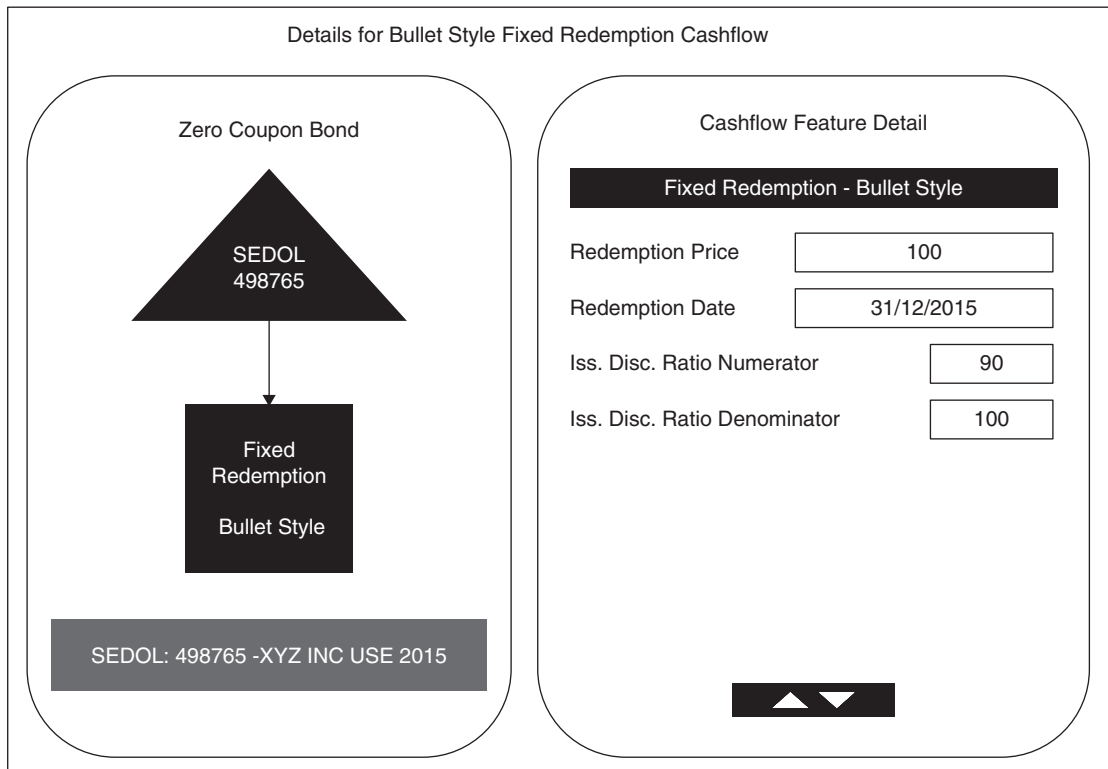 Details for Bullet Style Fixed Redemption Cashflow
Zero Coupon Bond
SEDOL
498765
Fixed
Redemption
Bullet Style
SEDOL: 498765 -XYZ INC USE 2015
Cashflow Feature Detail
Fixed Redemption - Bullet Style
Redemption Price 100
Redemption Date 31/12/2015
Iss. Disc. Ratio Numerator 90
Iss. Disc. Ratio Denominator 100